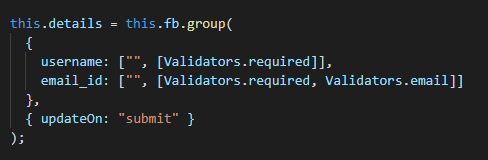 this.details = this.fb.group(
{
username: ["", [Validators.required]],
email_id: ["", [Validators.required, Validators.email]]
},
{ updateOn: "submit" }
);